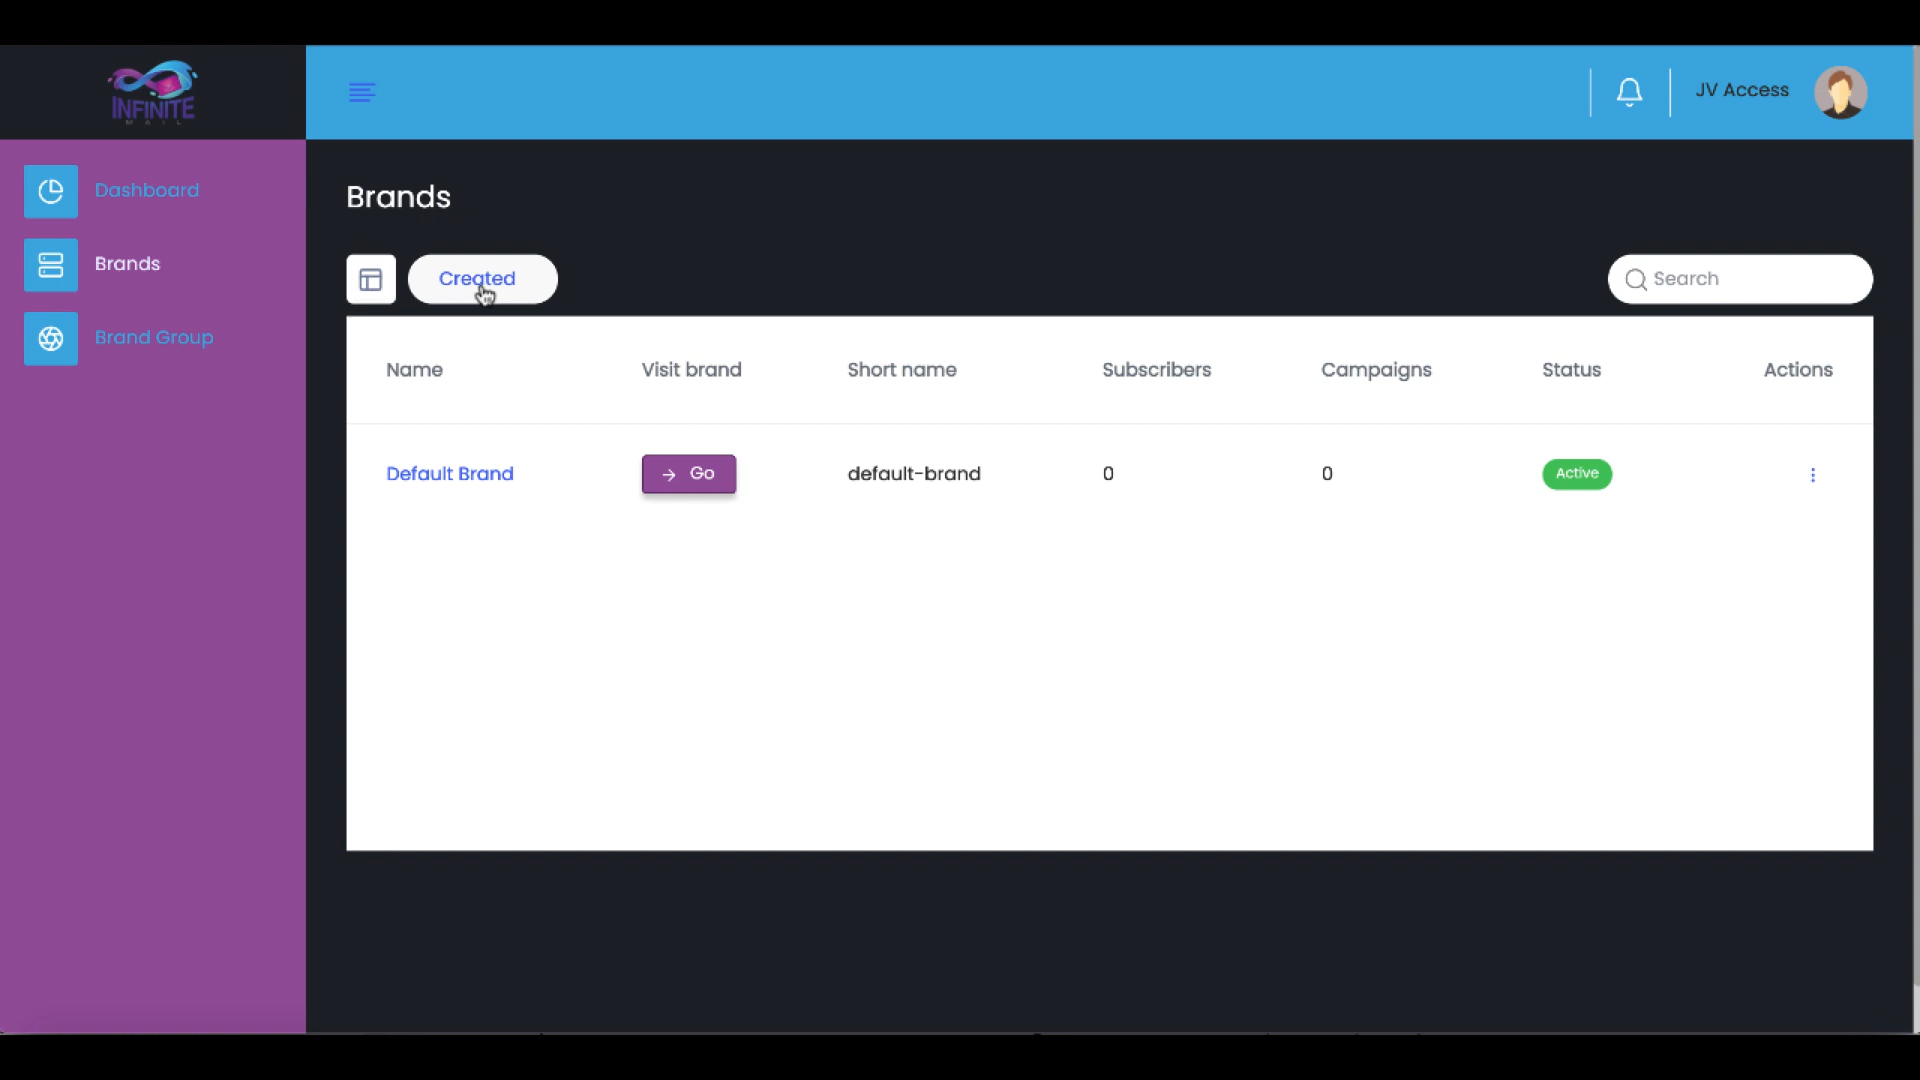 INFINITE
MAIL
JV Access
Dashboard
Brands
Brand Group
Brands
Created
Search
Name Visit brand Short name Subscribers Campaigns Status Actions
Default Brand Go default-brand 0 0 Active